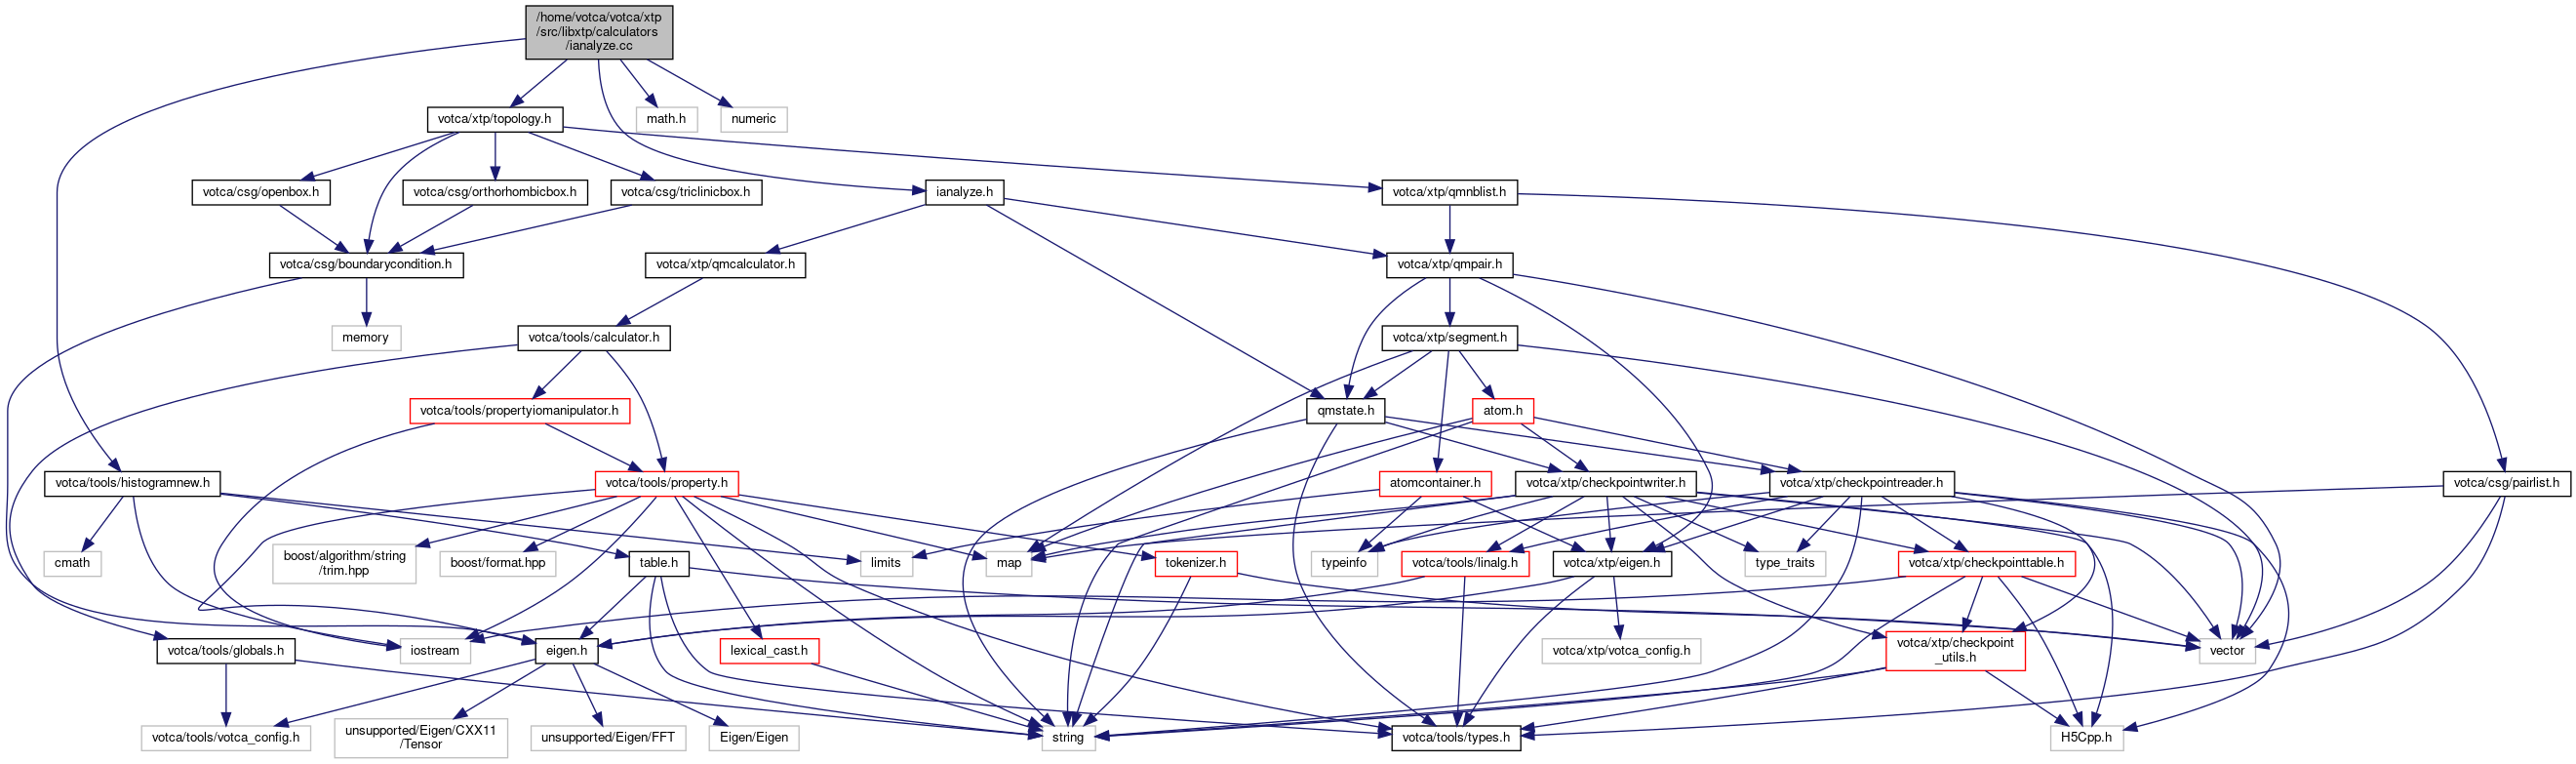 /home/votca/votca/xtp
/src/libxtp/calculators
/ianalyze.cc
votca/xtp/topology.h
math.h
numeric
votca/csg/openbox.h
votca/csg/orthorhombicbox.h
votca/csg/triclinicbox.h
ianalyze.h
votca/xtp/qmnblist.h
votca/csg/boundarycondition.h
votca/xtp/qmcalculator.h
votca/xtp/qmpair.h
memory
votca/tools/calculator.h
votca/xtp/segment.h
votca/tools/propertyiomanipulator.h
qmstate.h
atom.h
votca/tools/histogramnew.h
votca/tools/property.h
atomcontainer.h
votca/xtp/checkpointwriter.h
votca/xtp/checkpointreader.h
votca/csg/pairlist.h
cmath
boost/algorithm/string
/trim.hpp
boost/format.hpp
table.h
limits
map
tokenizer.h
typeinfo
votca/tools/linalg.h
votca/xtp/eigen.h
type_traits
votca/xtp/checkpointtable.h
votca/tools/globals.h
iostream
eigen.h
lexical_cast.h
votca/xtp/votca_config.h
votca/xtp/checkpoint
_utils.h
vector
votca/tools/votca_config.h
unsupported/Eigen/CXX11
/Tensor
unsupported/Eigen/FFT
Eigen/Eigen
string
votca/tools/types.h
H5Cpp.h